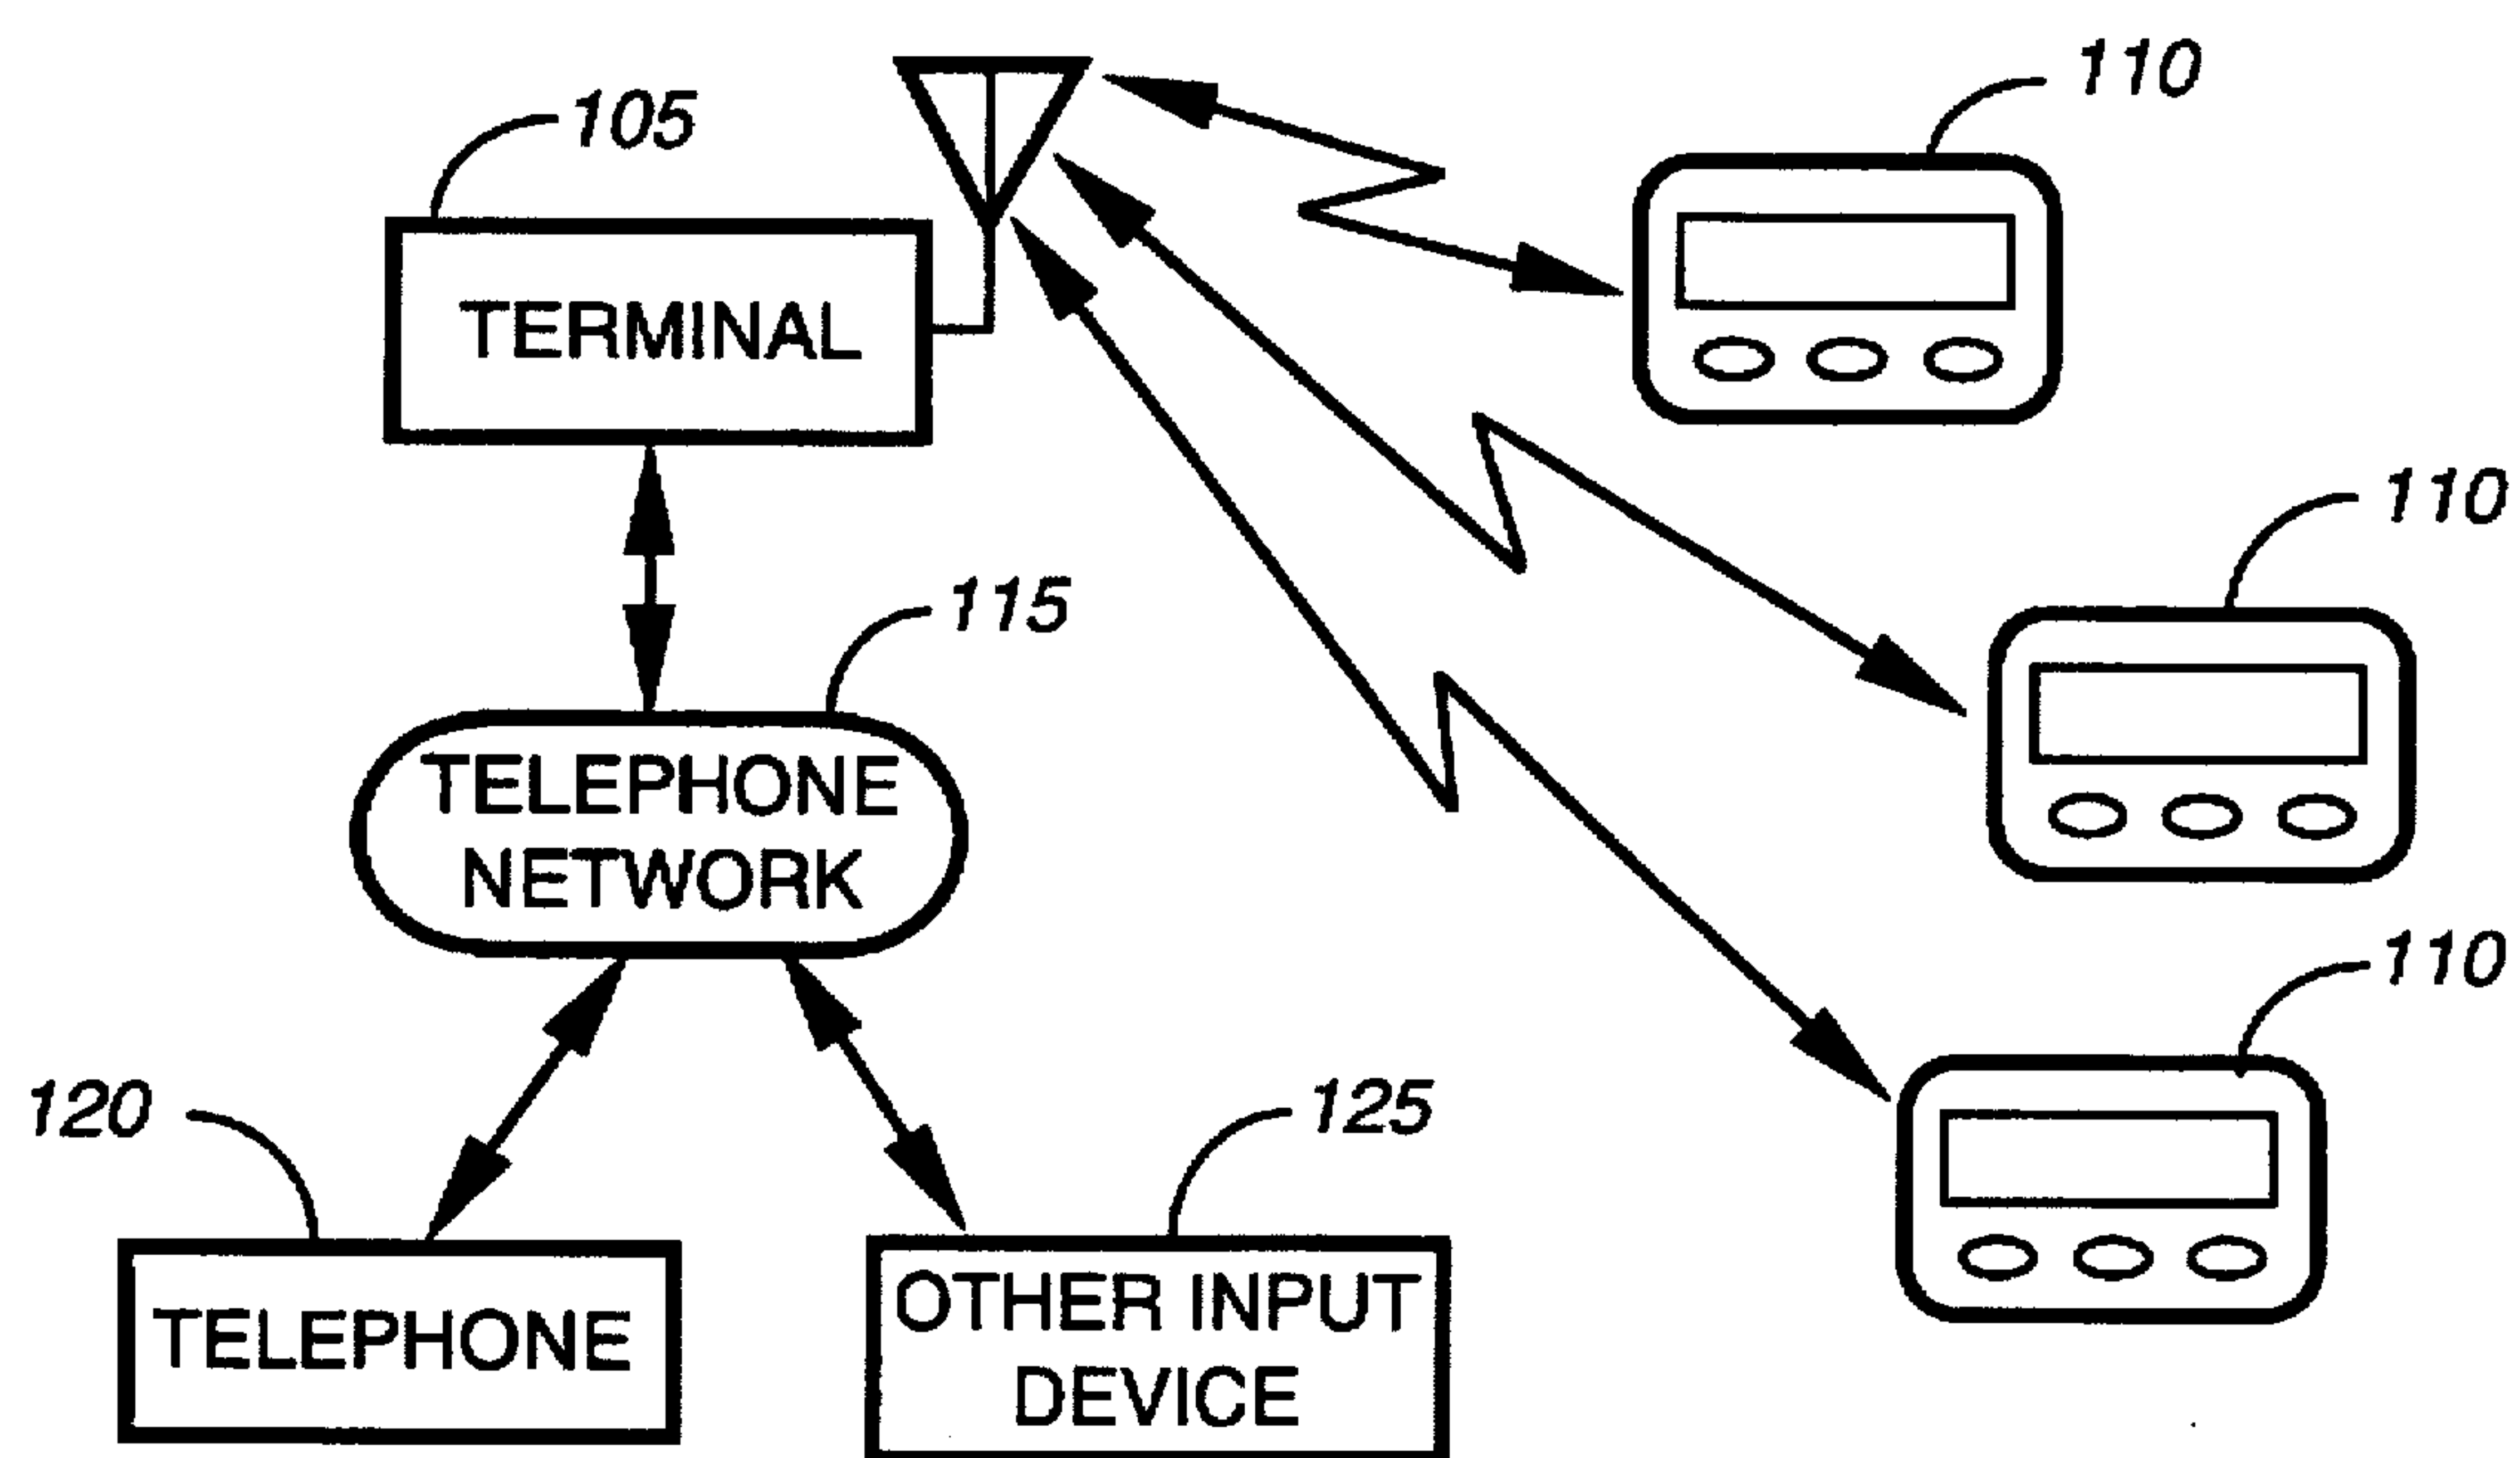 105
110
TERMINAL
110
115
TELEPHONE
NETWORK
110
120
125
TELEPHONE
OTHER INPUT
DEVICE